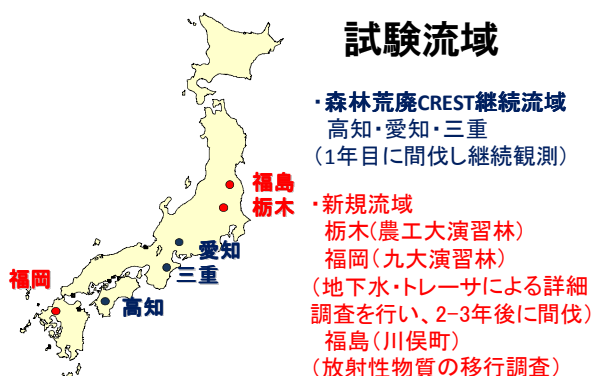 試験流域
・森林荒廃CREST継続流域
高知・愛知・三重
(1年目に間伐し継続観測)
・新規流域
栃木(農工大演習林)
福岡(九大演習林)
(地下水・トレーサによる詳細
調査を行い、2-3年後に間伐)
福島(川俣町)
(放射性物質の移行調査)
福島
栃木
愛知
三重
福岡
高知